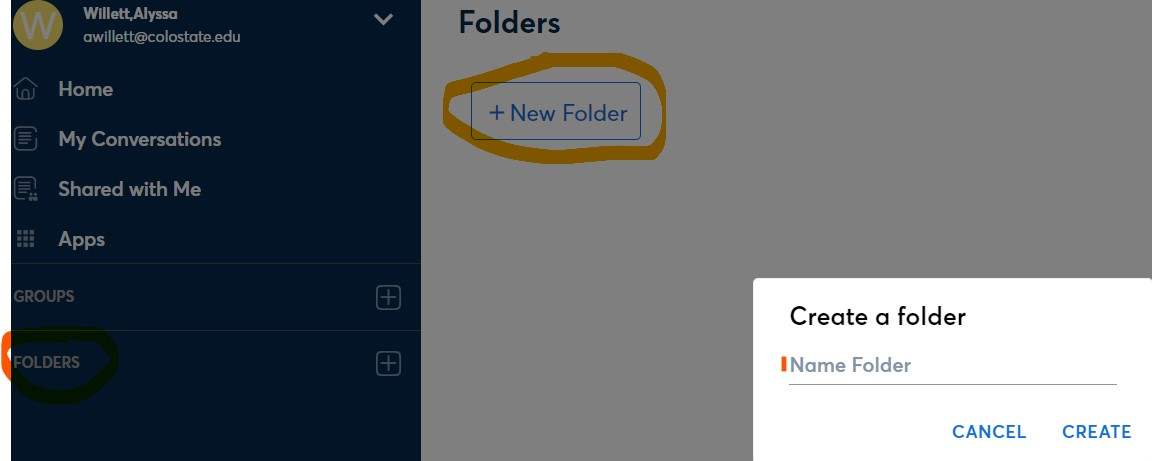 W
Willett,Alyssa
awillett@colostate.edu
Home
My Conversations
Shared with Me
Apps
GROUPS
FOLDERS
Folders
+ New Folder
Create a folder
Name Folder
CANCEL CREATE